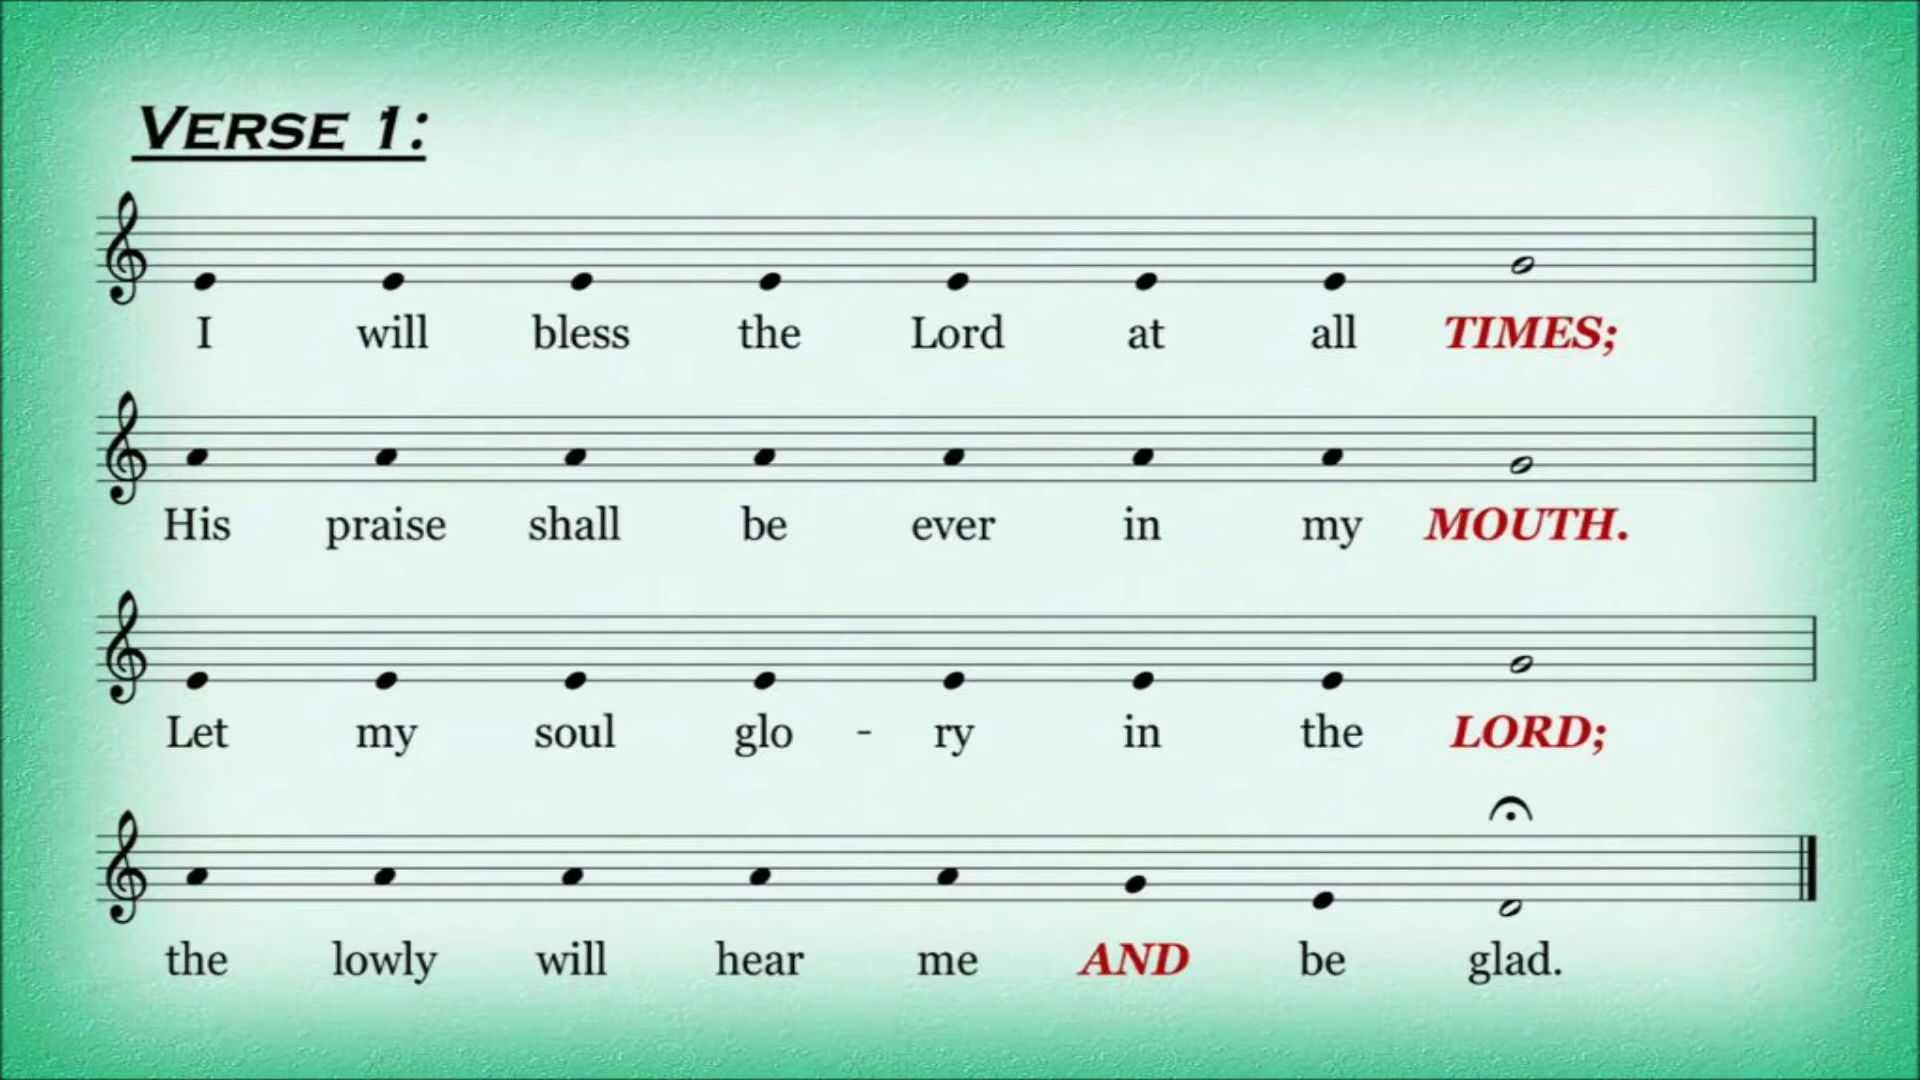 VERSE 1:
I will bless the Lord at all TIMES;
His praise shall be ever in my MOUTH.
Let my soul glo - ry in the LORD;
the lowly will hear me AND be glad.